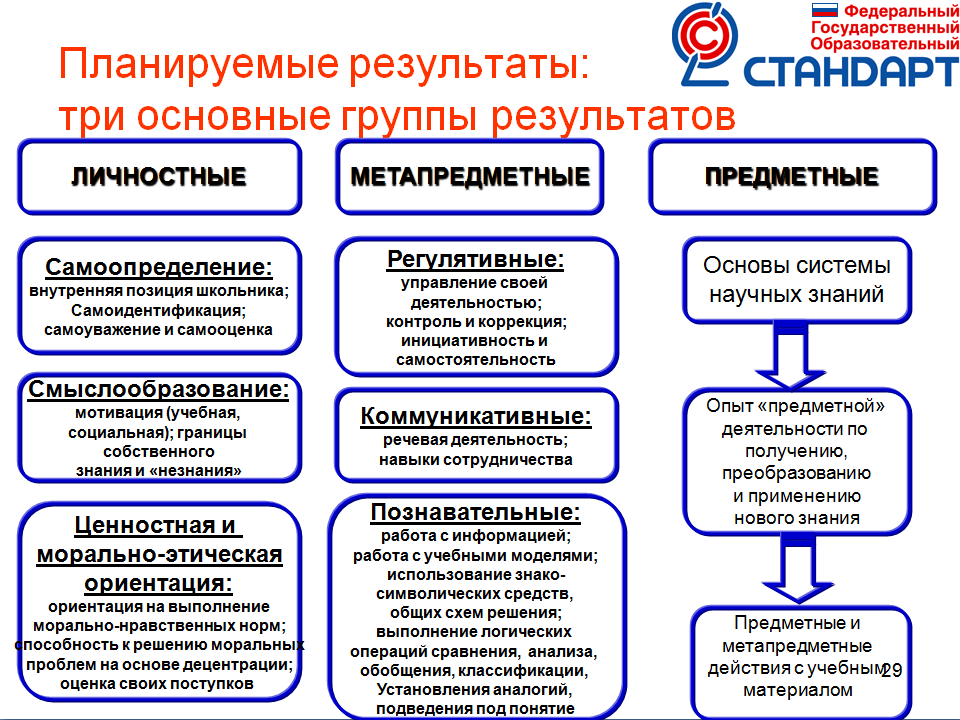 Федеральный
Государственный
Образовательный
СТАНДАРТ
Планируемые результаты:
три основные группы результатов
ЛИЧНОСТНЫЕ
Самоопределение:
внутренняя позиция школьника;
Самоидентификация;
самоуважение и самооценка
Смыслообразование:
мотивация (учебная,
социальная); границы
собственного
знания и «незнания»
Ценностная и
морально-этическая
ориентация:
ориентация на выполнение
морально-нравственных норм;
способность к решению моральных
проблем на основе децентрации;
оценка своих поступков
МЕТАПРЕДМЕТНЫЕ
Регулятивные:
управление своей
деятельностью;
контроль и коррекция;
инициативность и
самостоятельность
Коммуникативные:
речевая деятельность;
навыки сотрудничества
Познавательные:
работа с информацией;
работа с учебными моделями;
использование знако-
символических средств,
общих схем решения;
выполнение логических
операций сравнения, анализа,
обобщения, классификации,
Установления аналогий,
подведения под понятие
ПРЕДМЕТНЫЕ
Основы системы
научных знаний
Опыт «предметной»
деятельности по
получению,
преобразованию
и применению
нового знания
Предметные и
метапредметные
действия с учебным
материалом
29